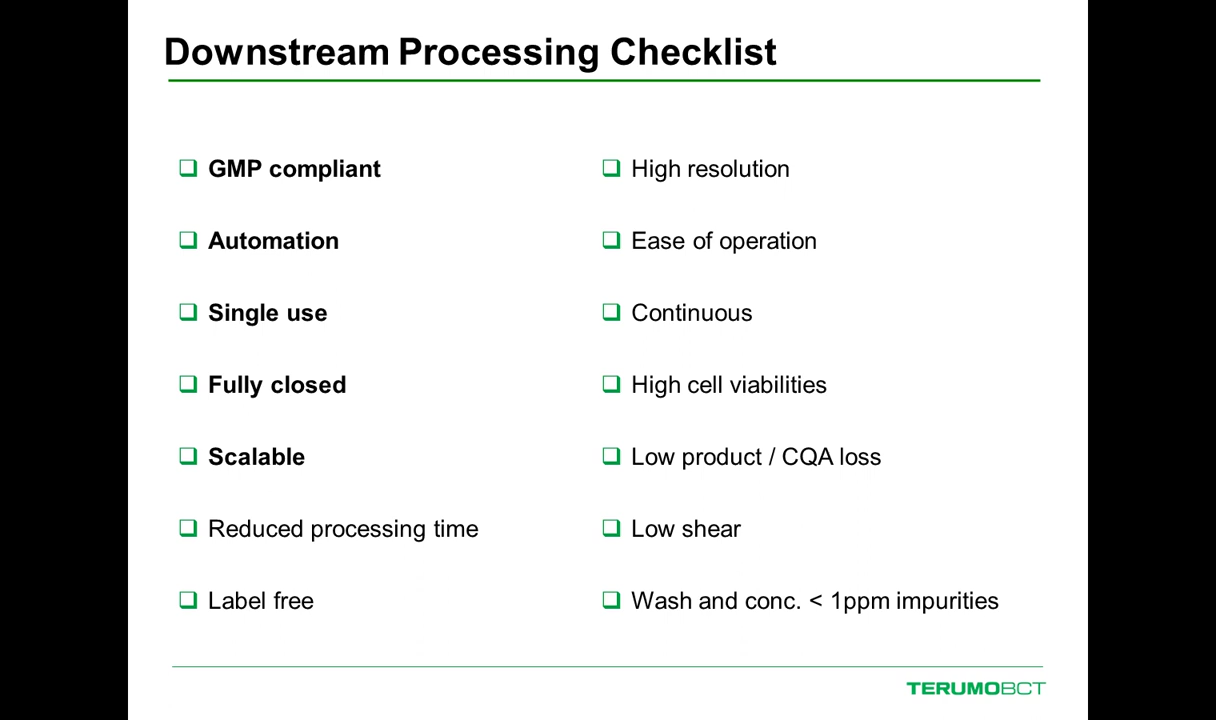 Downstream Processing Checklist
GMP compliant
Automation
Single use
Fully closed
Scalable
Reduced processing time
Label free
High resolution
Ease of operation
Continuous
High cell viabilities
Low product / CQA loss
Low shear
Wash and conc. < 1ppm impurities
TERUMOBCT